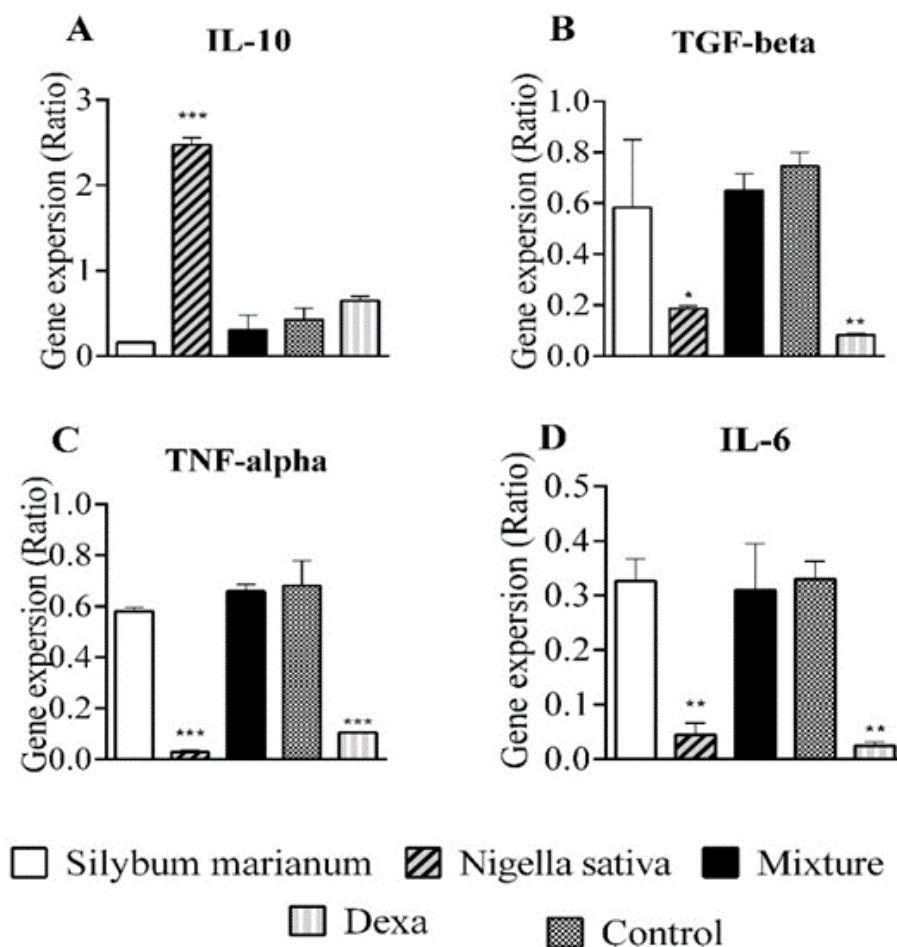 A
IL-10
Gene expersion (Ratio)
3
2
1
0
***
B
TGF-beta
Gene expersion (Ratio)
1.0
0.8
0.6
0.4
0.2
0.0
*
**
C
TNF-alpha
Gene expersion (Ratio)
1.0
0.8
0.6
0.4
0.2
0.0
***
***
D
IL-6
Gene expersion (Ratio)
0.5
0.4
0.3
0.2
0.1
0.0
**
**
Silybum marianum Nigella sativa Mixture
Dexa Control